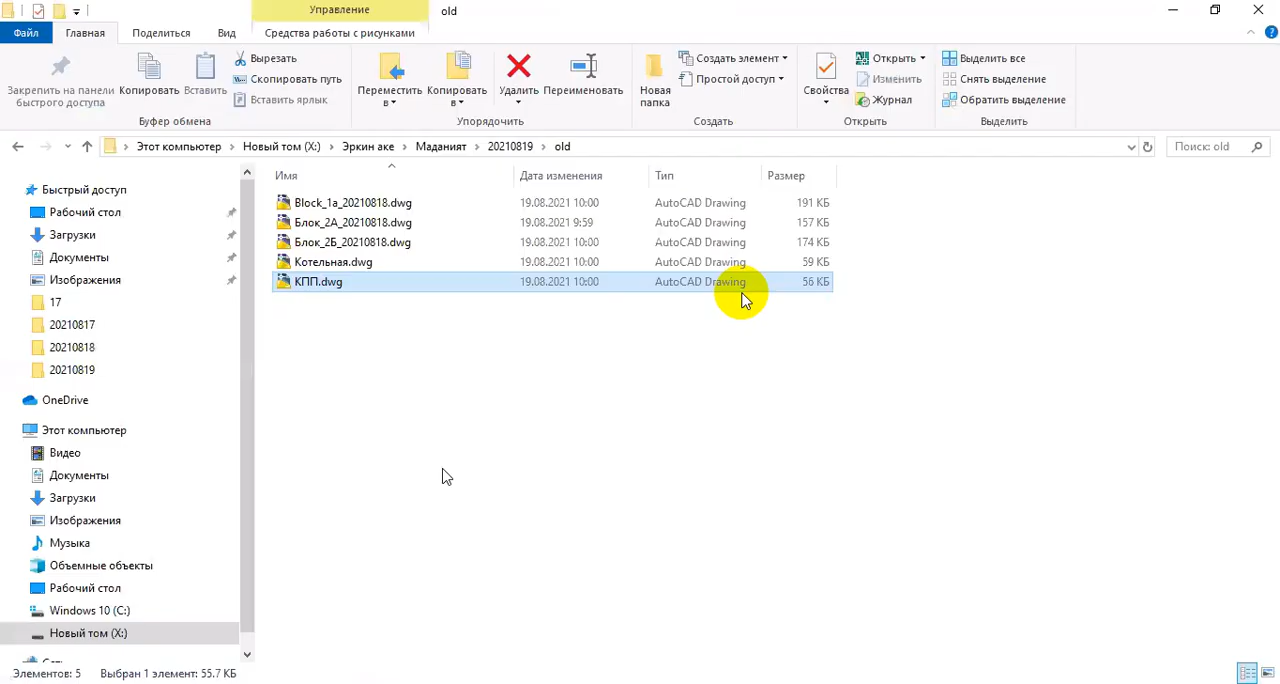 Управление
old
Файл
Главная
Поделиться
Вид
Средства работы с рисунками
Закрепить на панели быстрого доступа
Копировать
Вставить
Вырезать
Скопировать путь
Вставить ярлык
Буфер обмена
Переместить в
Копировать в
Удалить
Переименовать
Упорядочить
Новая папка
Создать элемент
Простой доступ
Создать
Свойства
Открыть
Изменить
Журнал
Открыть
Выделить все
Снять выделение
Обратить выделение
Выделить
Этот компьютер > Новый том (X:) > Эркин аке > Маданият > 20210819 > old
Поиск: old
Имя Дата изменения Тип Размер
Block_1a_20210818.dwg 19.08.2021 10:00 AutoCAD Drawing 191 КБ
Блок_2А_20210818.dwg 19.08.2021 9:59 AutoCAD Drawing 157 КБ
Блок_2Б_20210818.dwg 19.08.2021 10:00 AutoCAD Drawing 174 КБ
Котельная.dwg 19.08.2021 10:00 AutoCAD Drawing 59 КБ
КПП.dwg 19.08.2021 10:00 AutoCAD Drawing 56 КБ
Быстрый доступ
Рабочий стол
Загрузки
Документы
Изображения
17
20210817
20210818
20210819
OneDrive
Этот компьютер
Видео
Документы
Загрузки
Изображения
Музыка
Объемные объекты
Рабочий стол
Windows 10 (C:)
Новый том (X:)
Элементов: 5 Выбран 1 элемент: 55.7 КБ